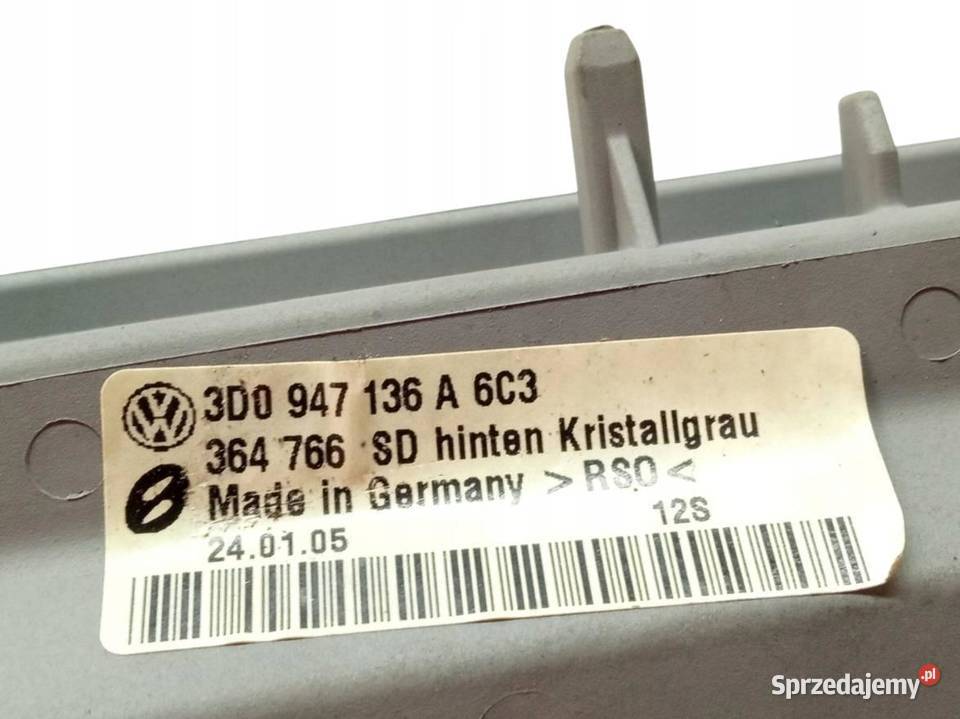 3D0 947 136 A 6C3
364 766 SD hinten Kristallgrau
8 Made in Germany >RSO<
24.01.05 12S
Sprzedajemy.pl